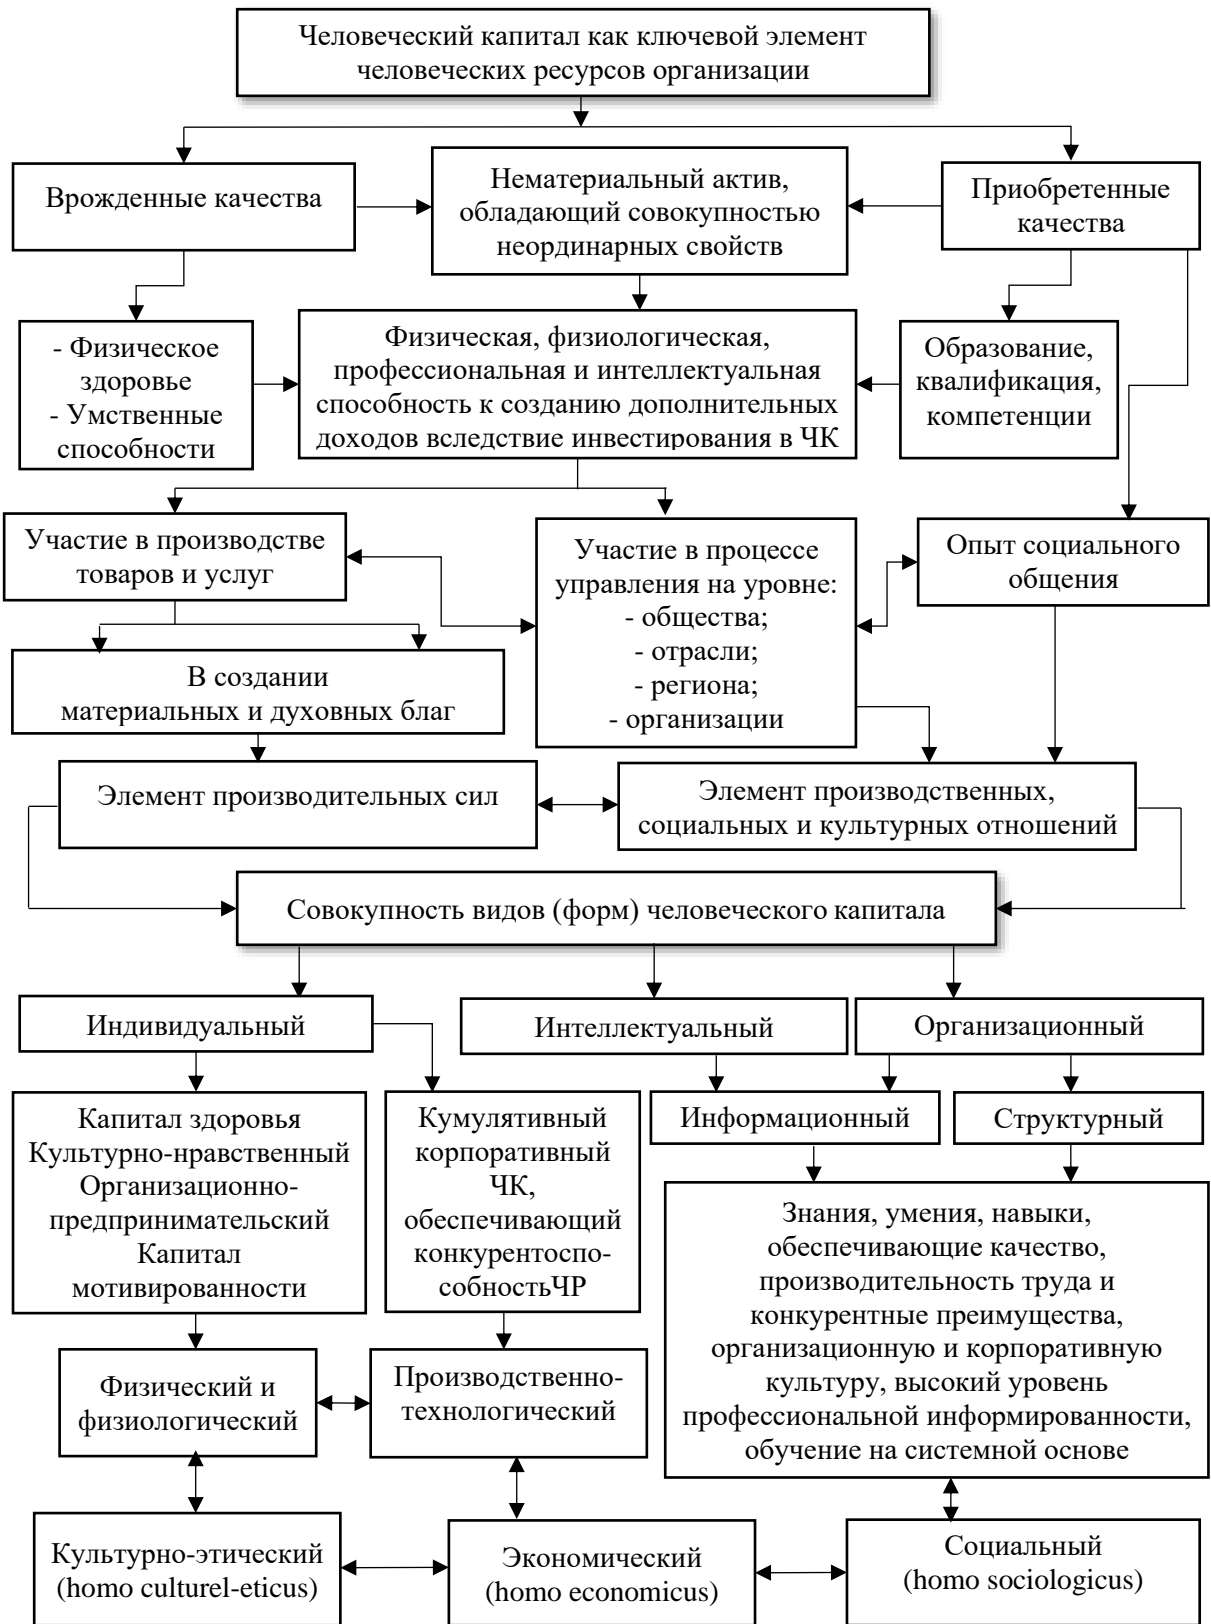 Человеческий капитал как ключевой элемент
человеческих ресурсов организации
Врожденные качества
Нематериальный актив,
обладающий совокупностью
неординарных свойств
Приобретенные
качества
- Физическое
здоровье
- Умственные
способности
Физическая, физиологическая,
профессиональная и интеллектуальная
способность к созданию дополнительных
доходов вследствие инвестирования в ЧК
Образование,
квалификация,
компетенции
Участие в производстве
товаров и услуг
Участие в процессе
управления на уровне:
- общества;
- отрасли;
- региона;
- организации
Опыт социального
общения
В создании
материальных и духовных благ
Элемент производительных сил
Элемент производственных,
социальных и культурных отношений
Совокупность видов (форм) человеческого капитала
Индивидуальный
Интеллектуальный
Организационный
Капитал здоровья
Культурно-нравственный
Организационно-
предпринимательский
Капитал
мотивированности
Кумулятивный
корпоративный
ЧК,
обеспечивающий
конкурентоспо-
собностьЧР
Информационный
Структурный
Знания, умения, навыки,
обеспечивающие качество,
производительность труда и
конкурентные преимущества,
организационную и корпоративную
культуру, высокий уровень
профессиональной информированности,
обучение на системной основе
Физический и
физиологический
Производственно-
технологический
Культурно-этический
(homo culturel-eticus)
Экономический
(homo economicus)
Социальный
(homo sociologicus)